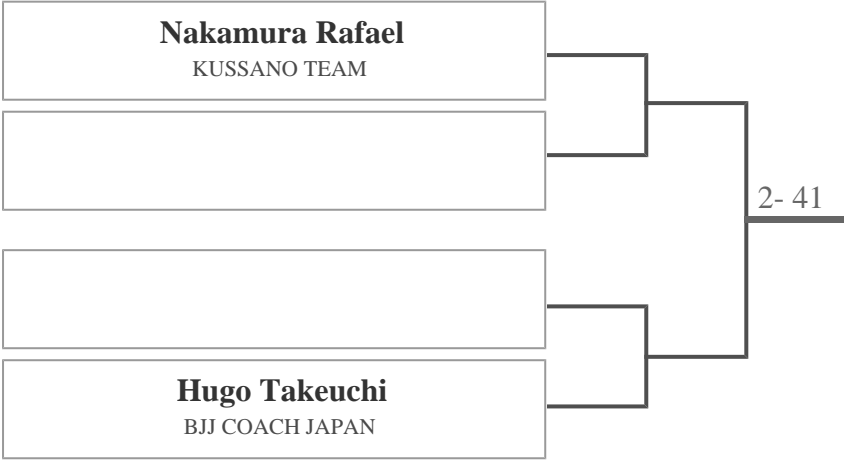 Nakamura Rafael
KUSSANO TEAM
2- 41
Hugo Takeuchi
BJJ COACH JAPAN